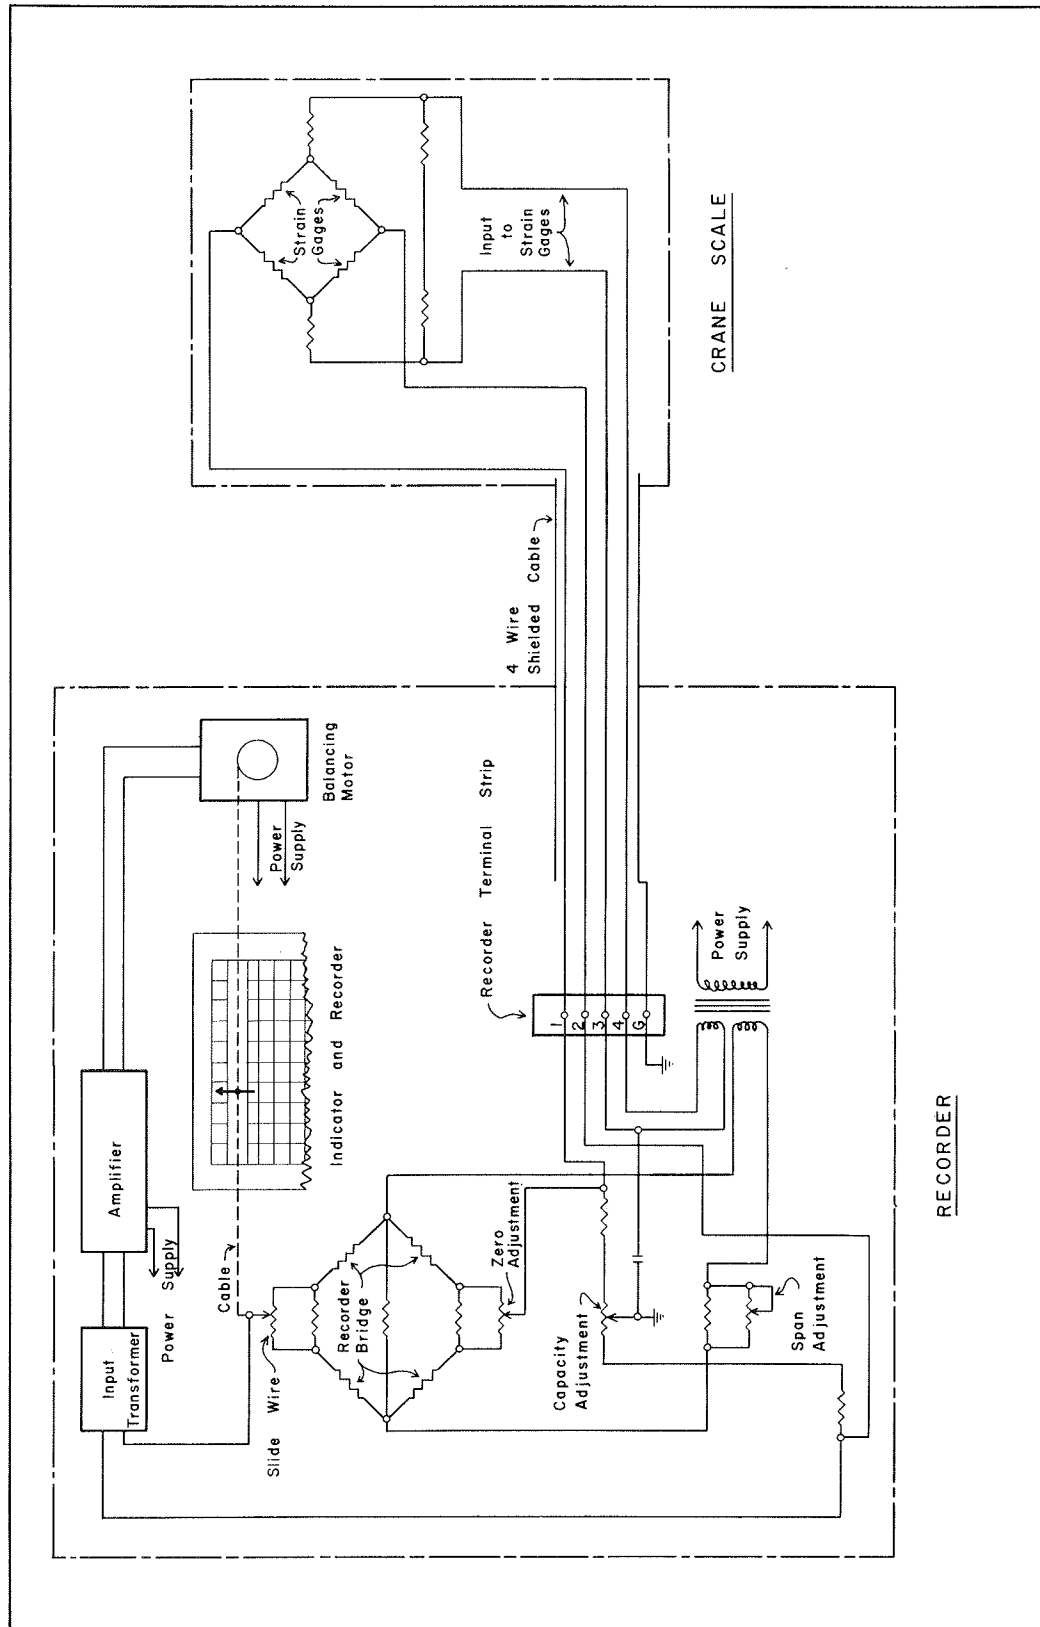 Input
Transformer
Amplifier
Power Supply
Cable
Slide Wire
Indicator and Recorder
Power
Supply
Balancing
Motor
Recorder
Bridge
Zero
Adjustment
Capacity
Adjustment
Span
Adjustment
Recorder Terminal Strip
1
2
3
4
G
Power
Supply
4 Wire
Shielded Cable
Strain
Gages
Input
to
Strain
Gages
RECORDER
CRANE SCALE